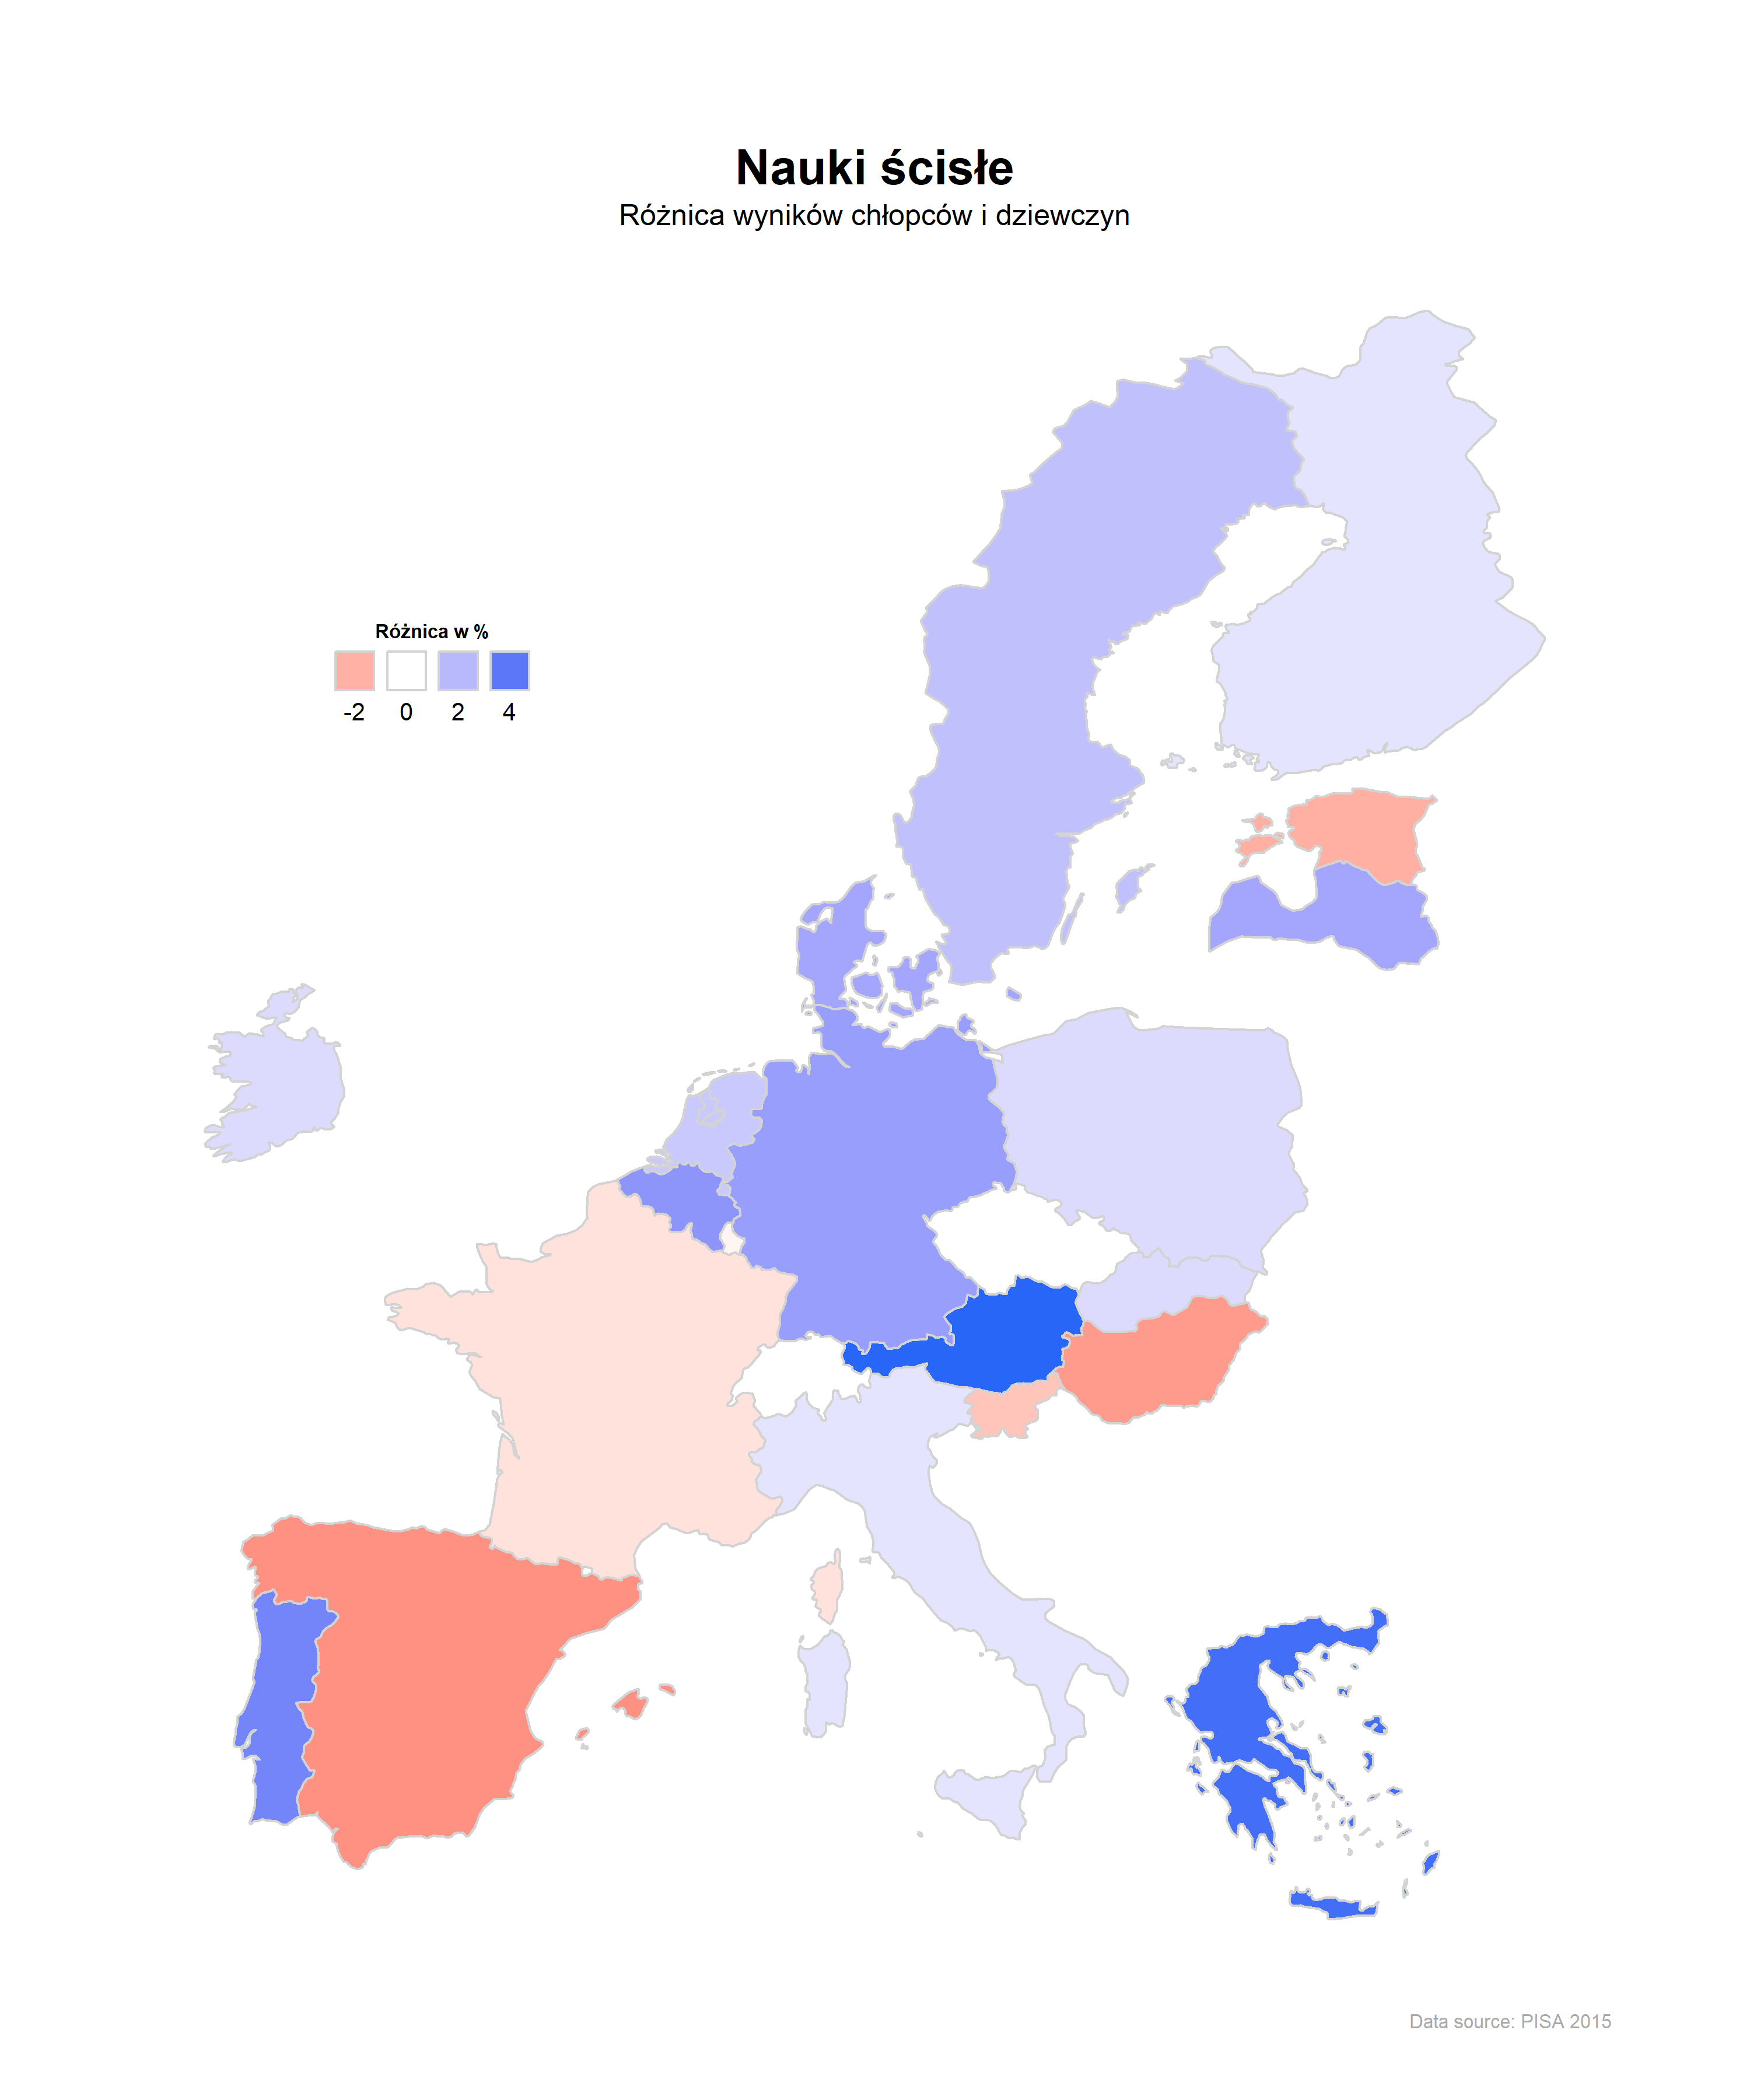 Nauki ścisłe
Różnica wyników chłopców i dziewczyn
Różnica w %
-2 0 2 4
Data source: PISA 2015